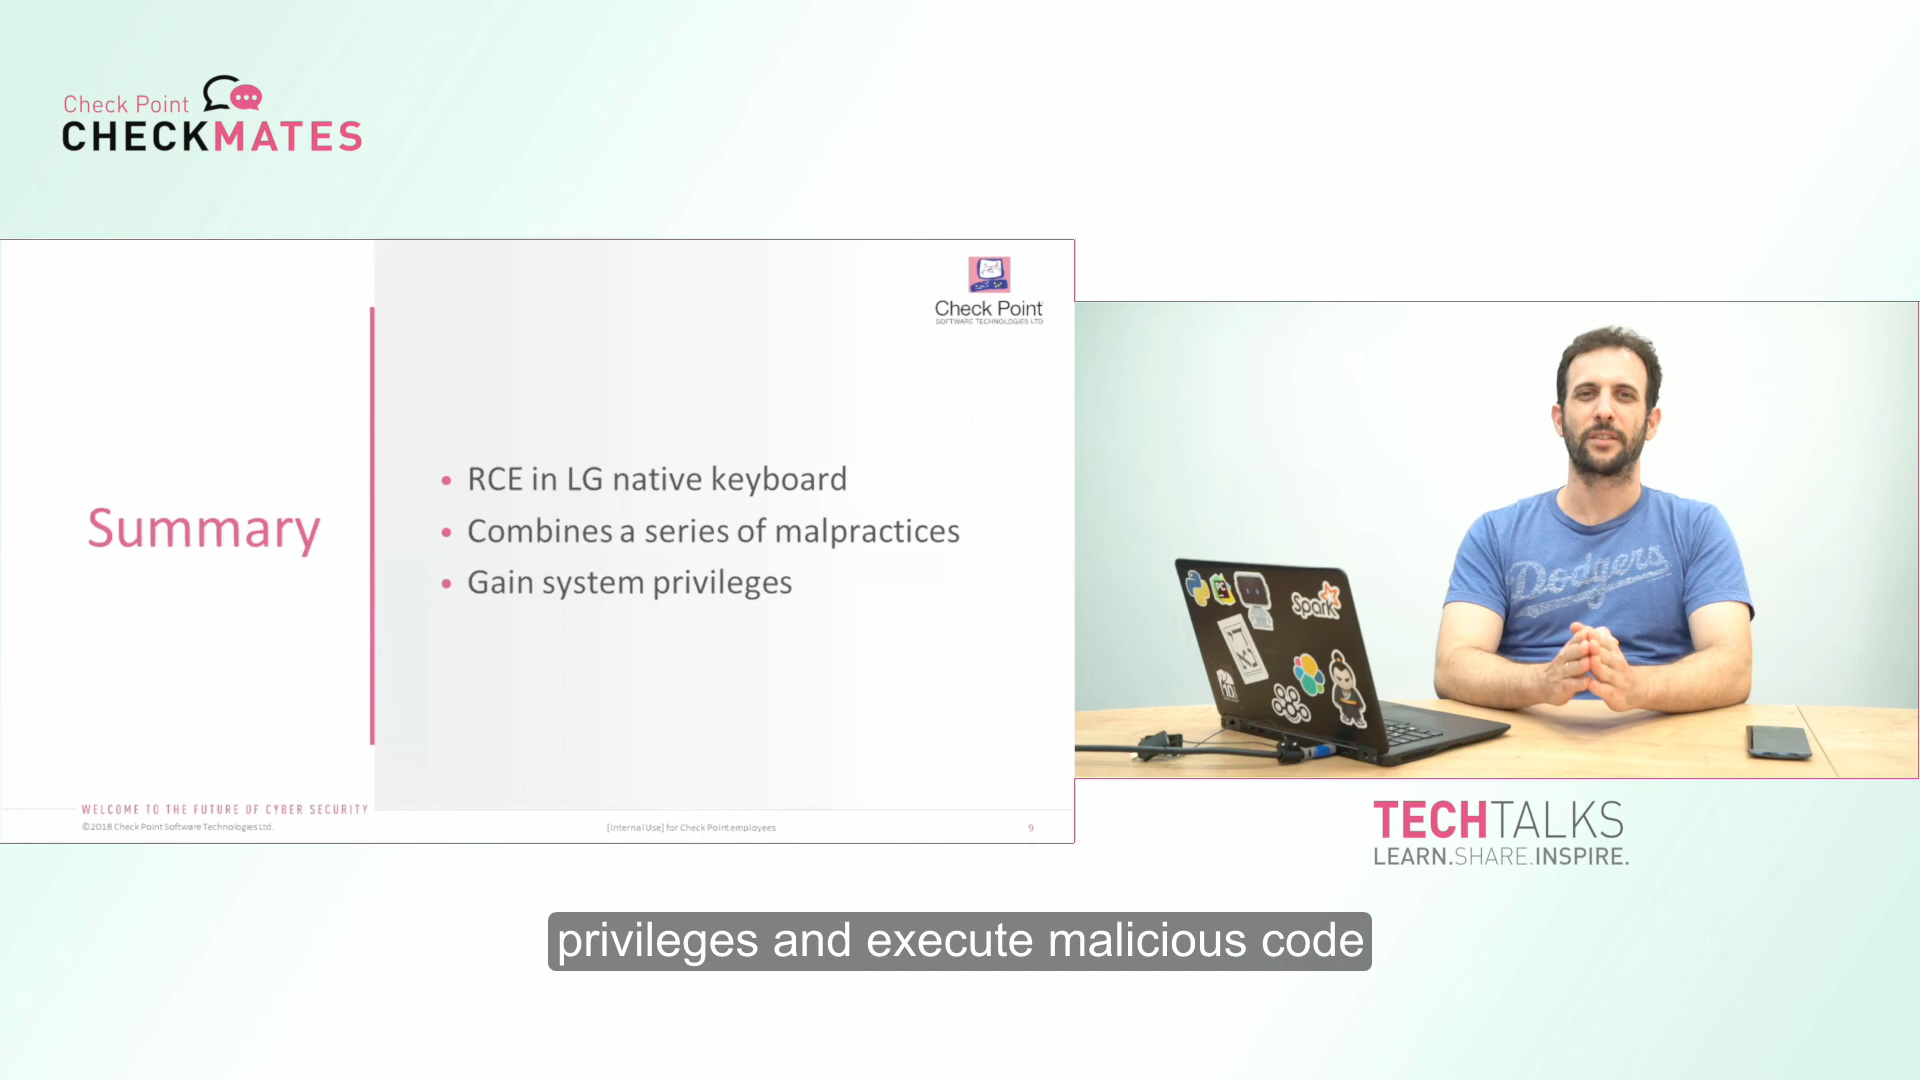 Check Point
CHECKMATES
Check Point
SOFTWARE TECHNOLOGIES LTD
Summary
• RCE in LG native keyboard
• Combines a series of malpractices
• Gain system privileges
WELCOME TO THE FUTURE OF CYBER SECURITY
©2018 Check Point Software Technologies Ltd.
[Internal Use] for Check Point employees
9
Dodgers
PC
Spark
TECHTALKS
LEARN.SHARE.INSPIRE.
privileges and execute malicious code